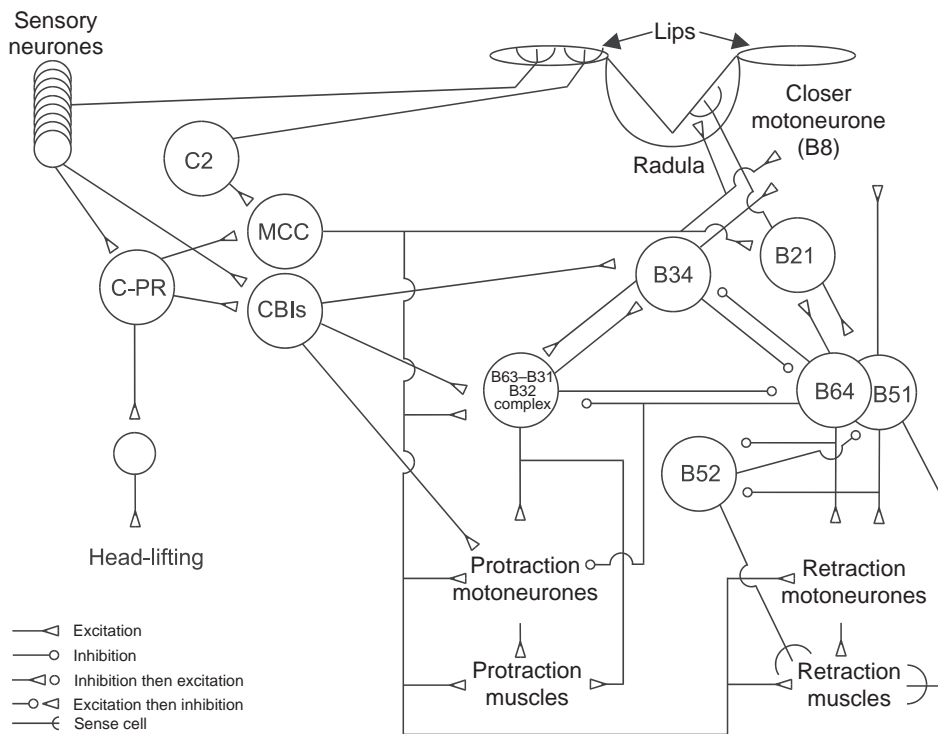 Sensory
neurones
Lips
Closer
motoneurone
(B8)
Radula
C2
MCC
C-PR
CBIs
B34
B21
B63–B31
B32
complex
B64
B51
B52
Head-lifting
Protraction
motoneurones
Retraction
motoneurones
Protraction
muscles
Retraction
muscles
Excitation
Inhibition
Inhibition then excitation
Excitation then inhibition
Sense cell